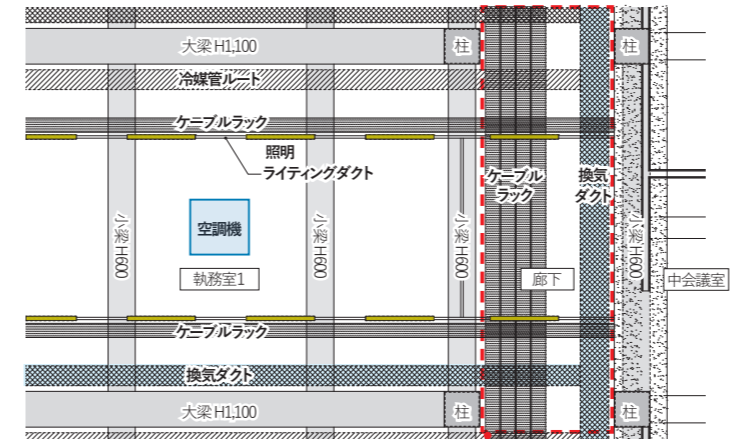 大梁 H1,100
柱
柱
冷媒管ルート
ケーブルラック
照明
ライティングダクト
ケーブル
ラック
換気
ダクト
小梁 H600
空調機
小梁 H600
小梁 H600
小梁 H600
執務室1
廊下
中会議室
ケーブルラック
換気ダクト
大梁 H1,100
柱
柱